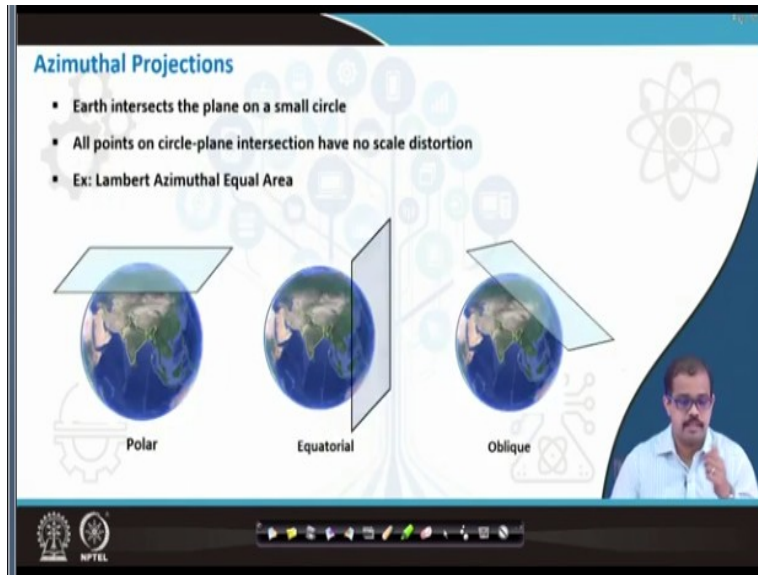 Azimuthal Projections
▪ Earth intersects the plane on a small circle
▪ All points on circle-plane intersection have no scale distortion
▪ Ex: Lambert Azimuthal Equal Area
Polar
Equatorial
Oblique
NPTEL